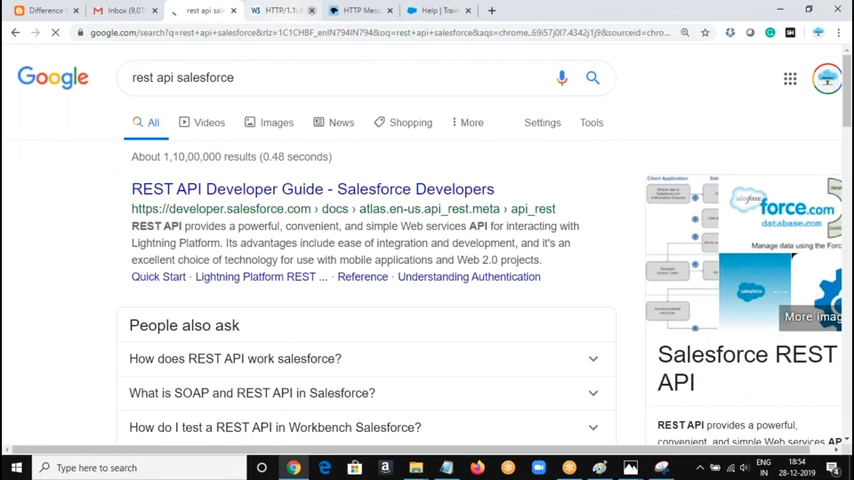 Difference
Inbox (9,07
rest api sales
HTTP/1.1:
HTTP Mess
Help | Train
google.com/search?q=rest+api+salesforce&rlz=1C1CHBF_enIN794IN794&oq=rest+api+salesforce&aqs=chrome..69i57j0l7.4342j1j9&sourceid=chro...
Google
rest api salesforce
All
Videos
Images
News
Shopping
More
Settings
Tools
About 1,10,00,000 results (0.48 seconds)
REST API Developer Guide - Salesforce Developers
https://developer.salesforce.com › docs › atlas.en-us.api_rest.meta › api_rest
REST API provides a powerful, convenient, and simple Web services API for interacting with
Lightning Platform. Its advantages include ease of integration and development, and it's an
excellent choice of technology for use with mobile applications and Web 2.0 projects.
Quick Start · Lightning Platform REST ... · Reference · Understanding Authentication
People also ask
How does REST API work salesforce?
What is SOAP and REST API in Salesforce?
How do I test a REST API in Workbench Salesforce?
Client Application
salesforce
force.com
database.com
Manage data using the Forc
salesforce
More imag
Salesforce REST
API
REST API provides a powerful,
convenient, and simple Web services AP
Type here to search
ENG
IN
18:54
28-12-2019